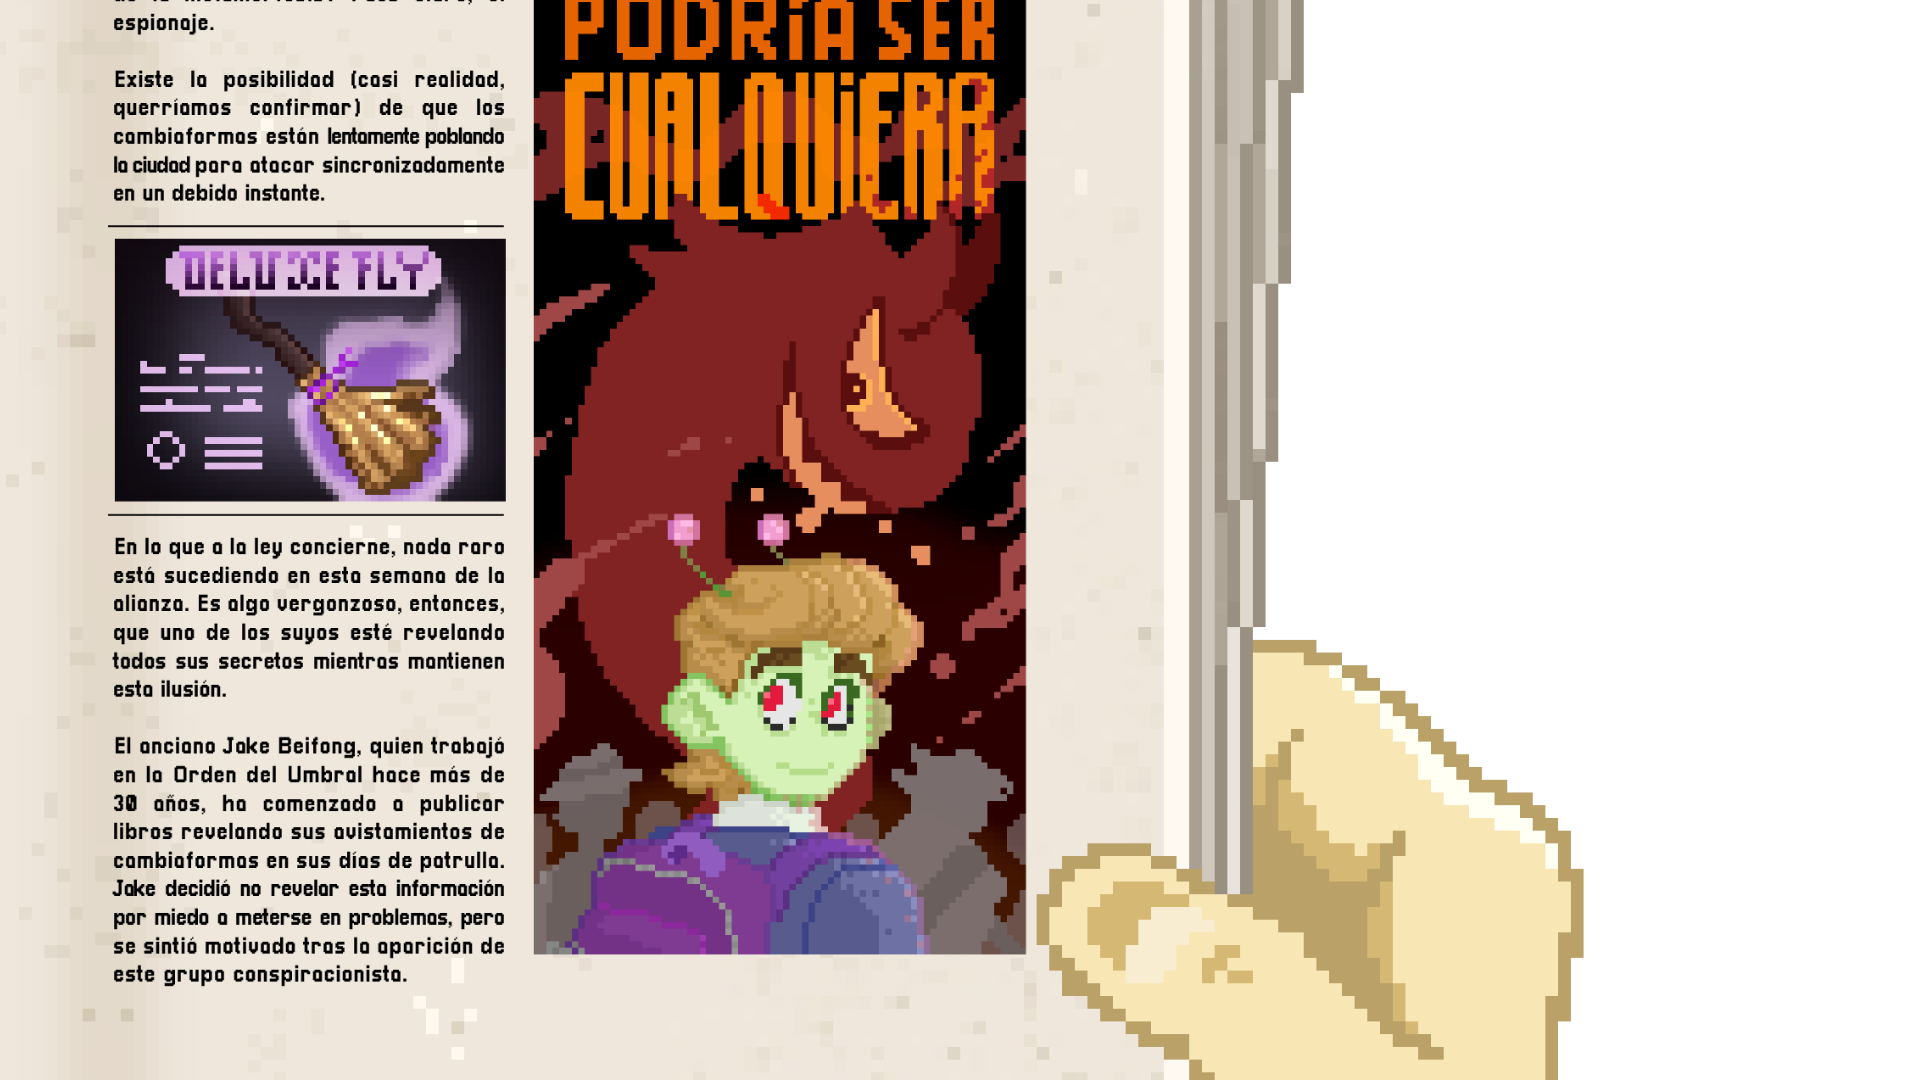 espionaje.
Existe la posibilidad (casi realidad,
querríamos confirmar) de que los
cambiaformas están lentamente poblando
la ciudad para atacar sincronizadamente
en un debido instante.
DELUXE FLY
En lo que a la ley concierne, nada raro
está sucediendo en esta semana de la
alianza. Es algo vergonzoso, entonces,
que uno de los suyos esté revelando
todos sus secretos mientras mantienen
esta ilusión.
El anciano Jake Beifong, quien trabajó
en la Orden del Umbral hace más de
30 años, ha comenzado a publicar
libros revelando sus avistamientos de
cambiaformas en sus días de patrulla.
Jake decidió no revelar esta información
por miedo a meterse en problemas, pero
se sintió motivado tras la aparición de
este grupo conspiracionista.
PODRÍA SER
CUALQUIERA